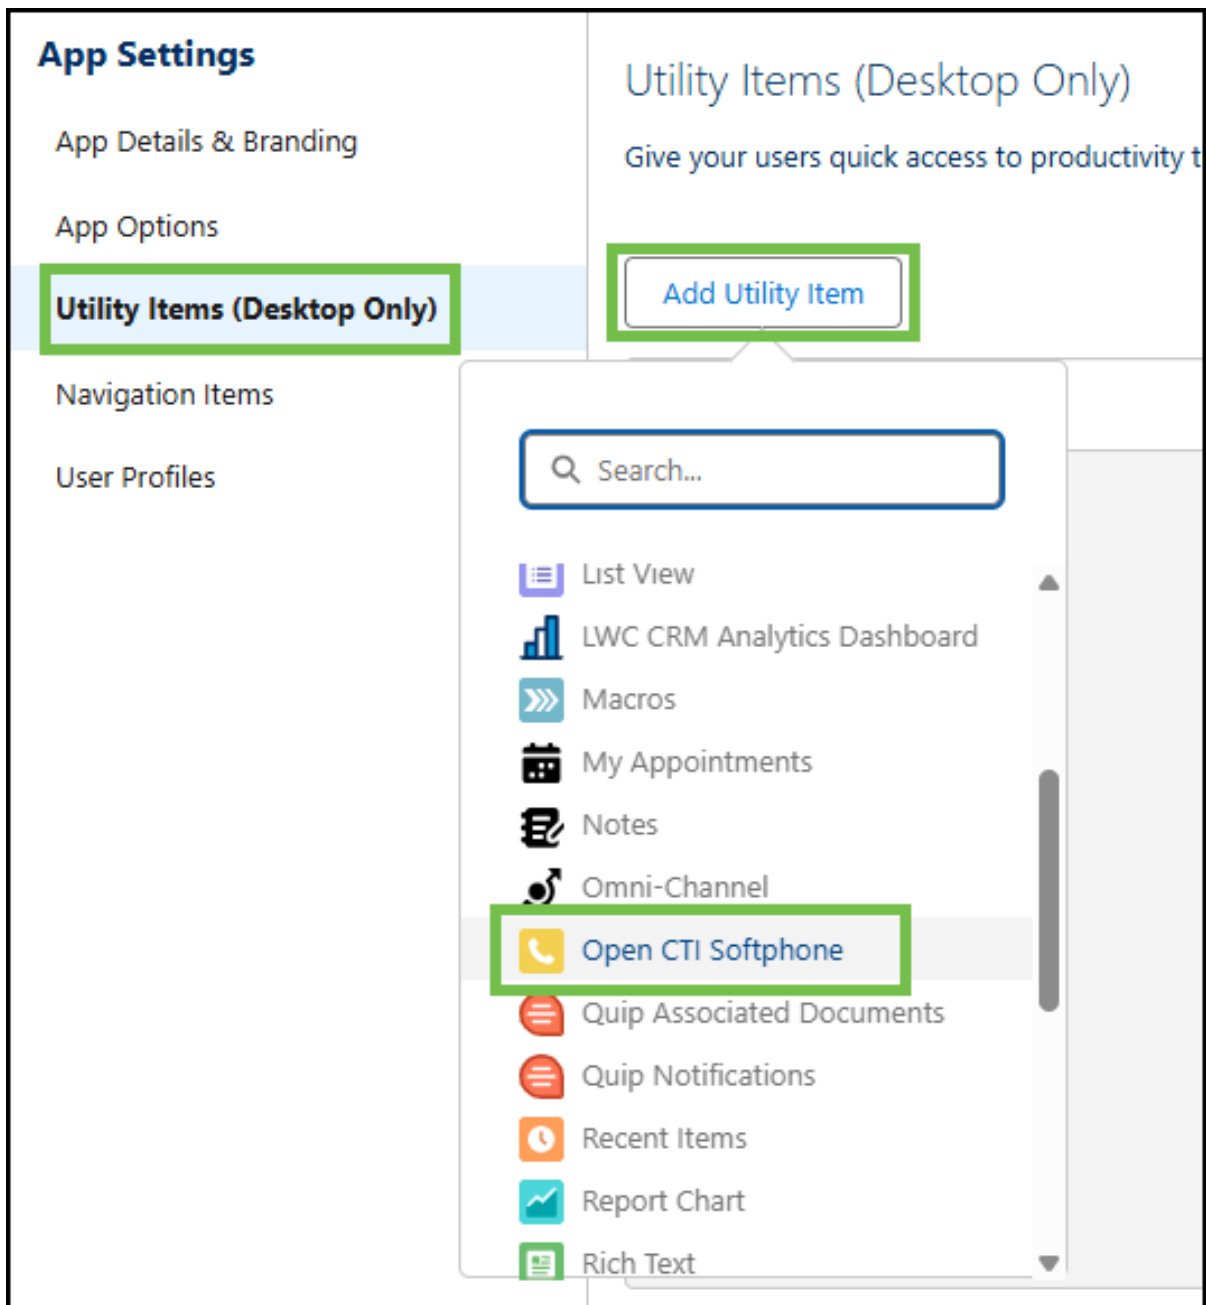 App Settings
App Details & Branding
App Options
Utility Items (Desktop Only)
Navigation Items
User Profiles
Utility Items (Desktop Only)
Give your users quick access to productivity
Add Utility Item
Search...
List View
LWC CRM Analytics Dashboard
Macros
My Appointments
Notes
Omni-Channel
Open CTI Softphone
Quip Associated Documents
Quip Notifications
Recent Items
Report Chart
Rich Text